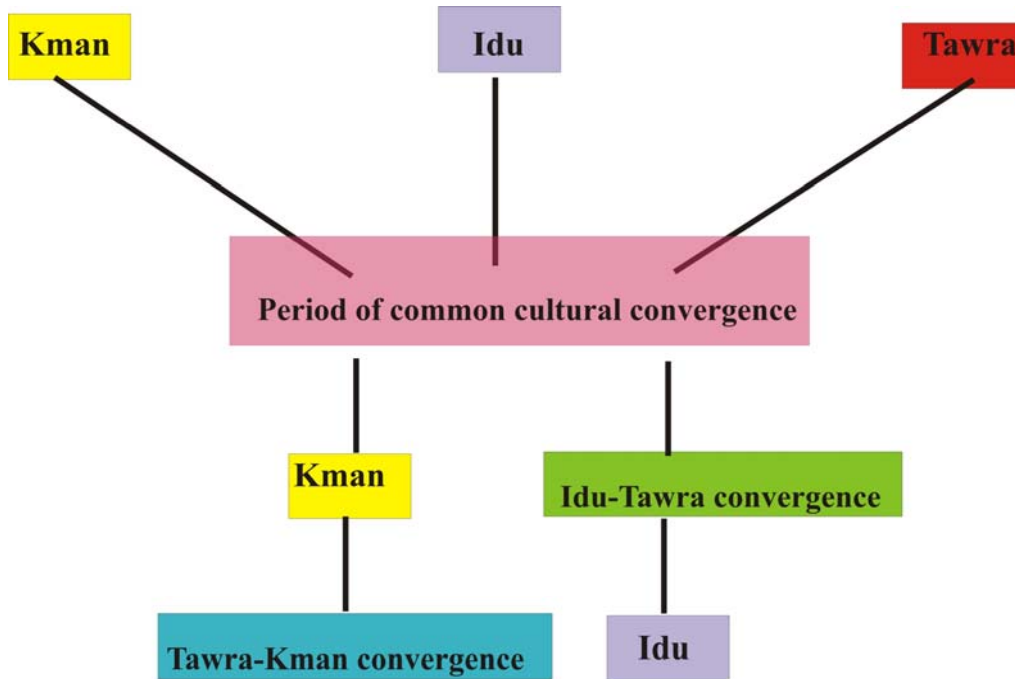 Kman
Idu
Tawra
Period of common cultural convergence
Kman
Idu-Tawra convergence
Tawra-Kman convergence
Idu